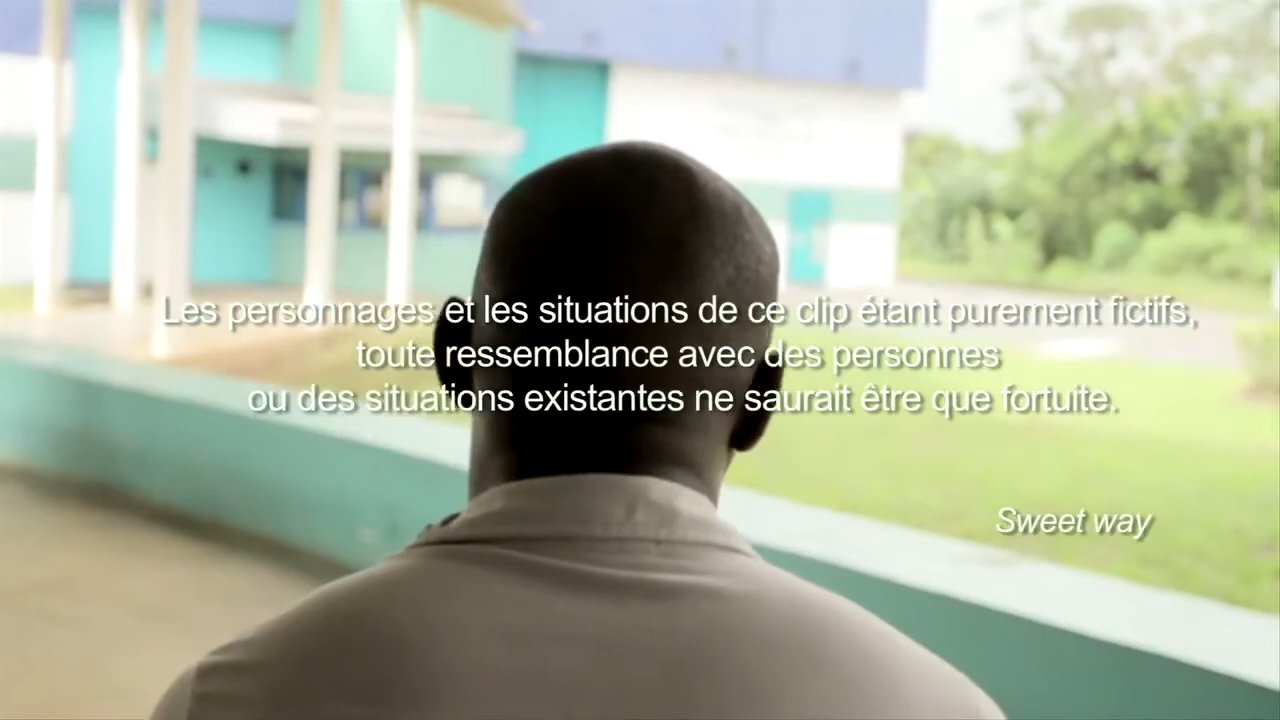 Les personnages et les situations de ce clip étant purement fictifs,
toute ressemblance avec des personnes
ou des situations existantes ne saurait être que fortuite.
Sweet way